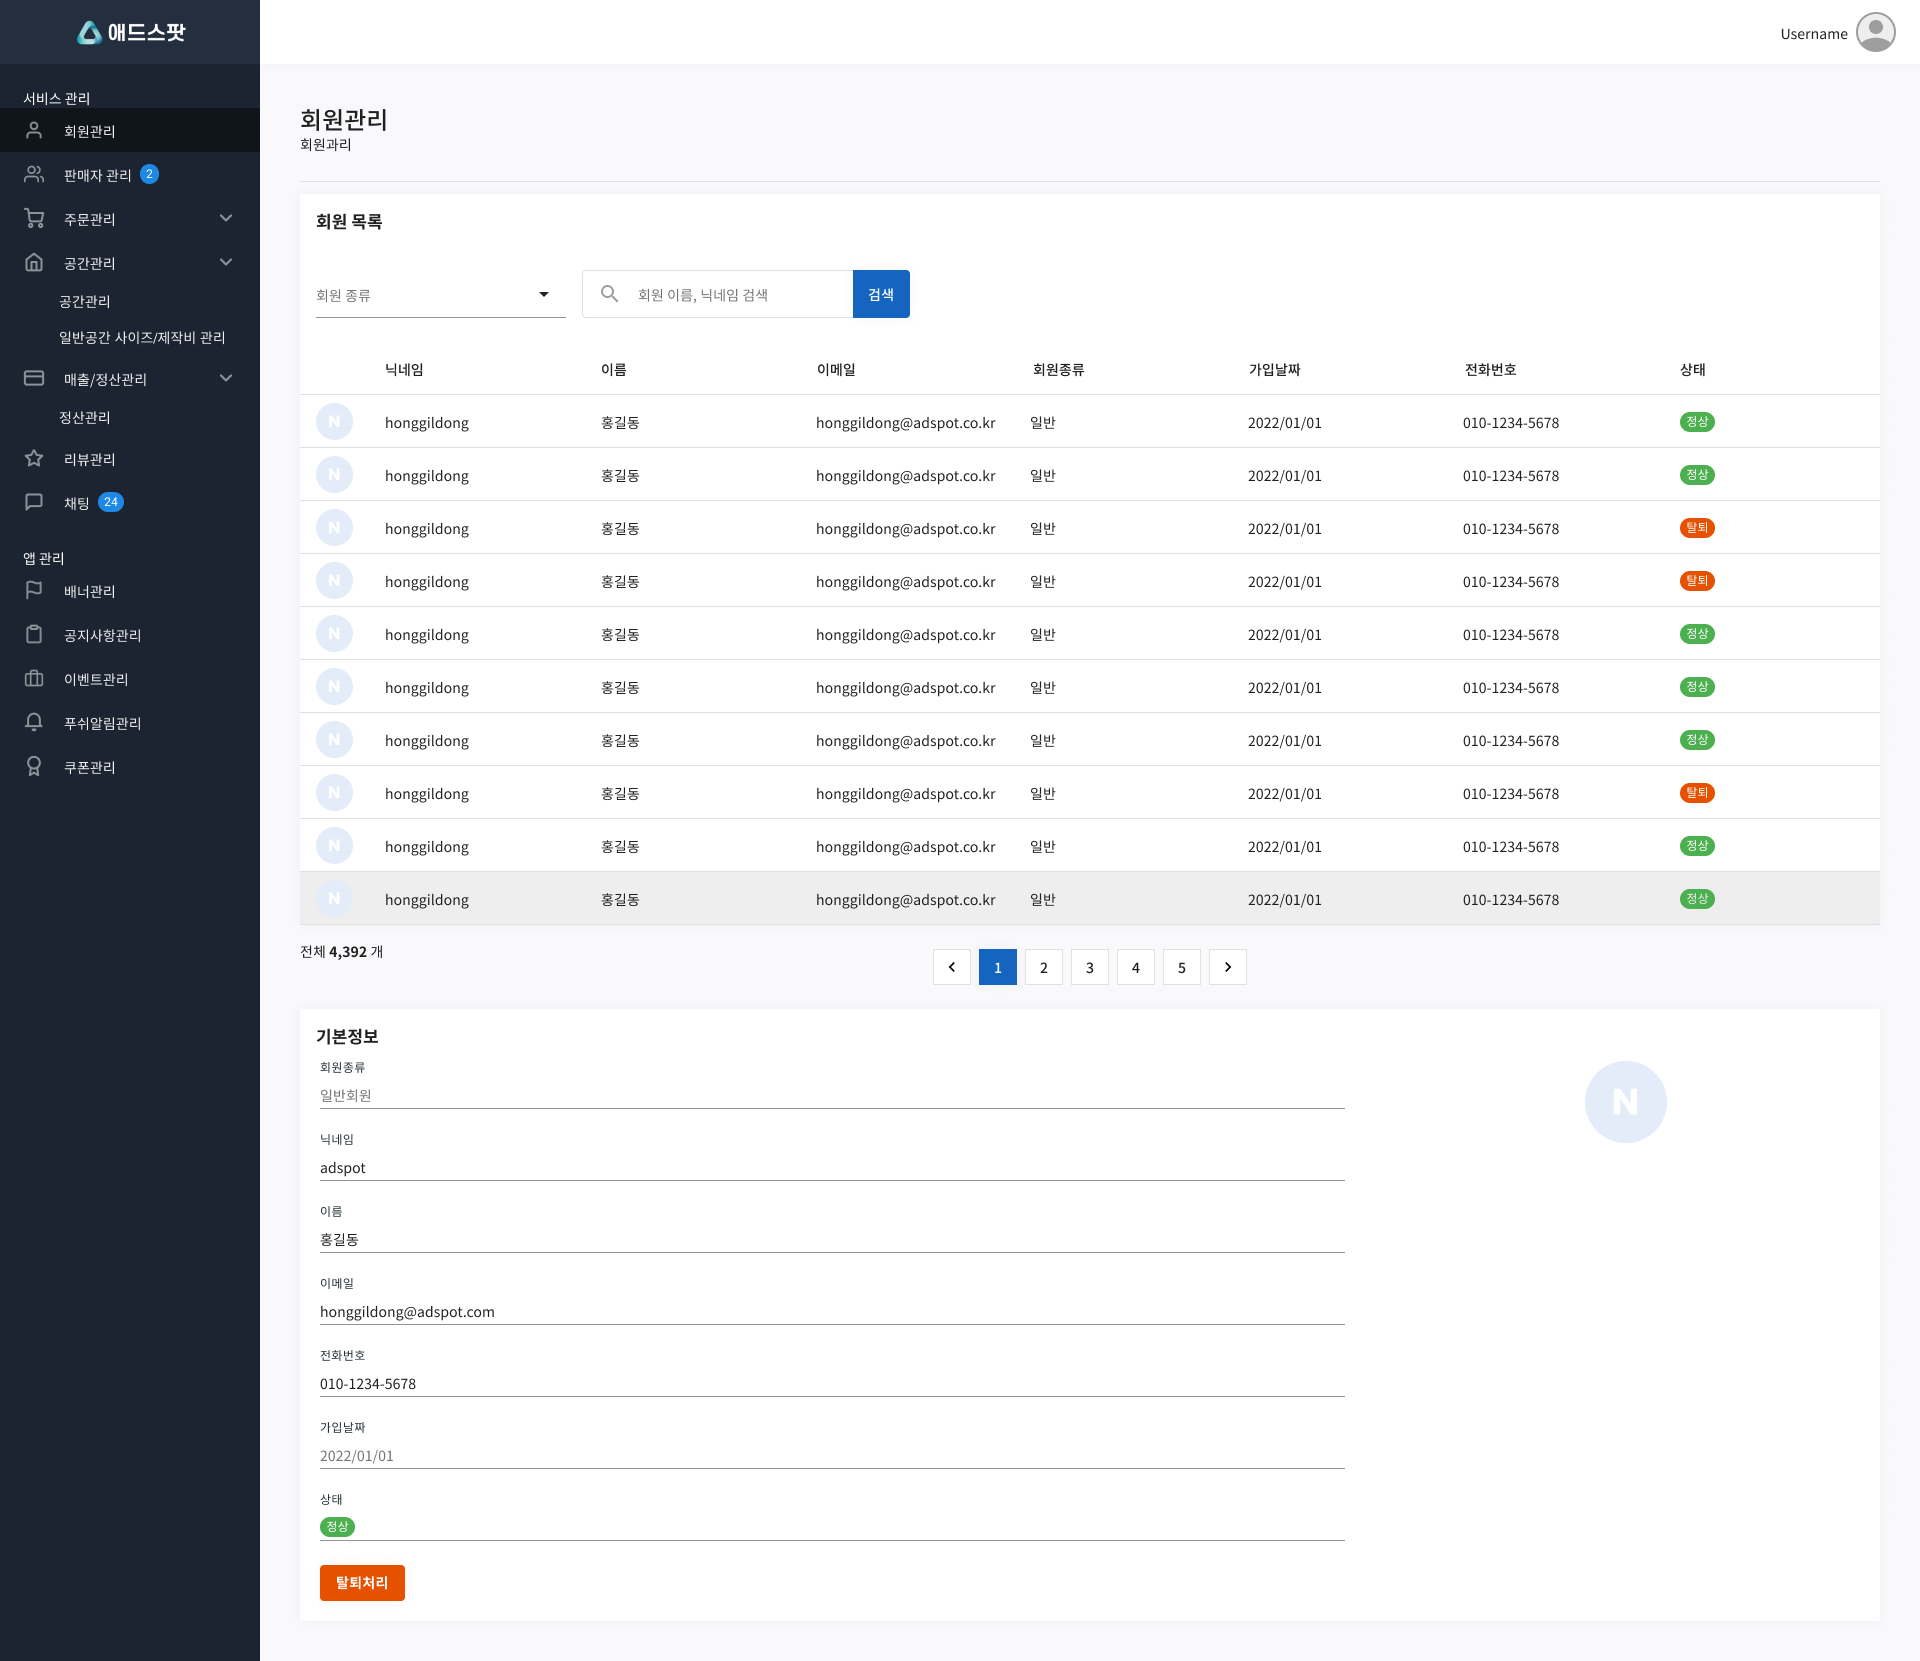 애드스팟
Username
서비스 관리
회원관리
판매자 관리 2
주문관리
공간관리
공간관리
일반공간 사이즈/제작비 관리
매출/정산관리
정산관리
리뷰관리
채팅 24
앱 관리
배너관리
공지사항관리
이벤트관리
푸쉬알림관리
쿠폰관리
회원관리
회원과리
회원 목록
회원 종류 회원 이름, 닉네임 검색 검색
닉네임 이름 이메일 회원종류 가입날짜 전화번호 상태
N honggildong 홍길동 honggildong@adspot.co.kr 일반 2022/01/01 010-1234-5678 정상
N honggildong 홍길동 honggildong@adspot.co.kr 일반 2022/01/01 010-1234-5678 정상
N honggildong 홍길동 honggildong@adspot.co.kr 일반 2022/01/01 010-1234-5678 탈퇴
N honggildong 홍길동 honggildong@adspot.co.kr 일반 2022/01/01 010-1234-5678 탈퇴
N honggildong 홍길동 honggildong@adspot.co.kr 일반 2022/01/01 010-1234-5678 정상
N honggildong 홍길동 honggildong@adspot.co.kr 일반 2022/01/01 010-1234-5678 정상
N honggildong 홍길동 honggildong@adspot.co.kr 일반 2022/01/01 010-1234-5678 정상
N honggildong 홍길동 honggildong@adspot.co.kr 일반 2022/01/01 010-1234-5678 탈퇴
N honggildong 홍길동 honggildong@adspot.co.kr 일반 2022/01/01 010-1234-5678 정상
N honggildong 홍길동 honggildong@adspot.co.kr 일반 2022/01/01 010-1234-5678 정상
전체 4,392 개
1 2 3 4 5
기본정보
회원종류
일반회원
N
닉네임
adspot
이름
홍길동
이메일
honggildong@adspot.com
전화번호
010-1234-5678
가입날짜
2022/01/01
상태
정상
탈퇴처리